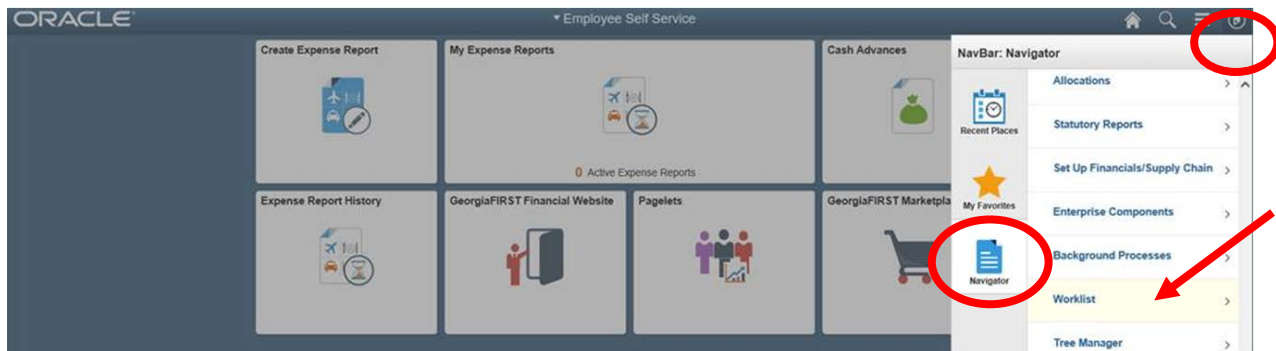 ORACLE
Employee Self Service
Create Expense Report
My Expense Reports
0 Active Expense Reports
Cash Advances
Expense Report History
GeorgiaFIRST Financial Website
Pagelets
GeorgiaFIRST Marketpla
NavBar: Navigator
Recent Places
My Favorites
Navigator
Allocations
Statutory Reports
Set Up Financials/Supply Chain
Enterprise Components
Background Processes
Worklist
Tree Manager